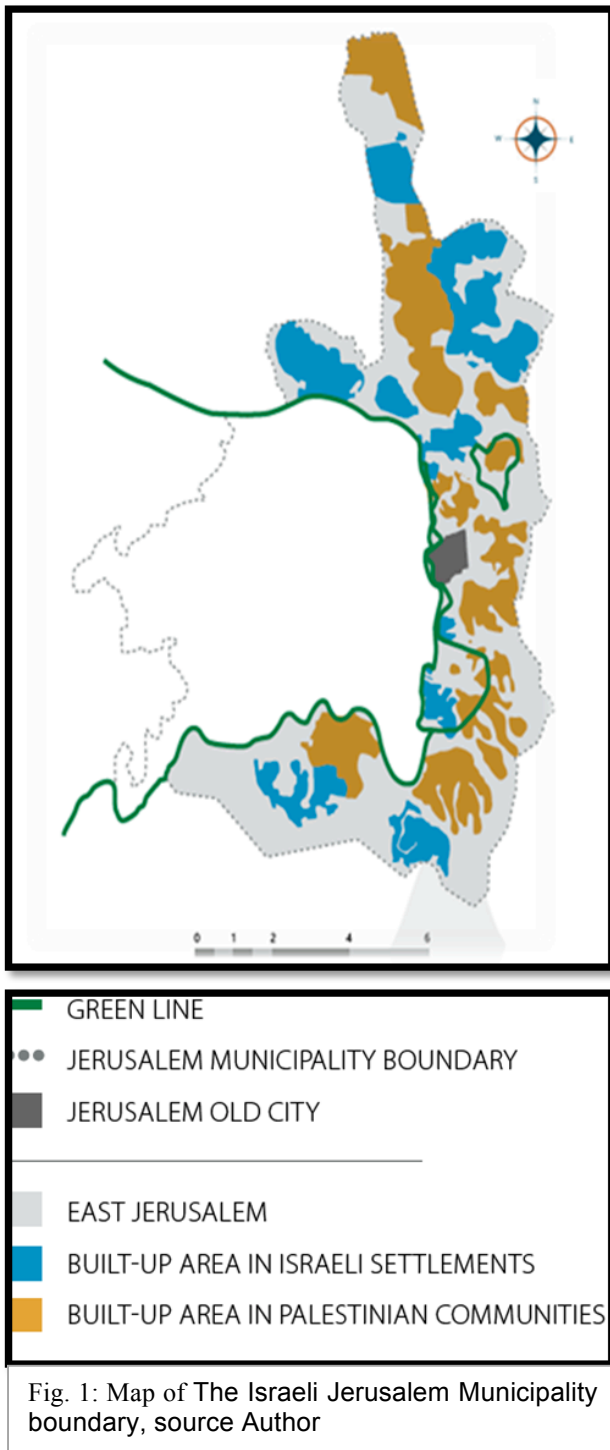 N
W E
S
0 1 2 4 6
GREEN LINE
JERUSALEM MUNICIPALITY BOUNDARY
JERUSALEM OLD CITY
EAST JERUSALEM
BUILT-UP AREA IN ISRAELI SETTLEMENTS
BUILT-UP AREA IN PALESTINIAN COMMUNITIES
Fig. 1: Map of The Israeli Jerusalem Municipality
boundary, source Author